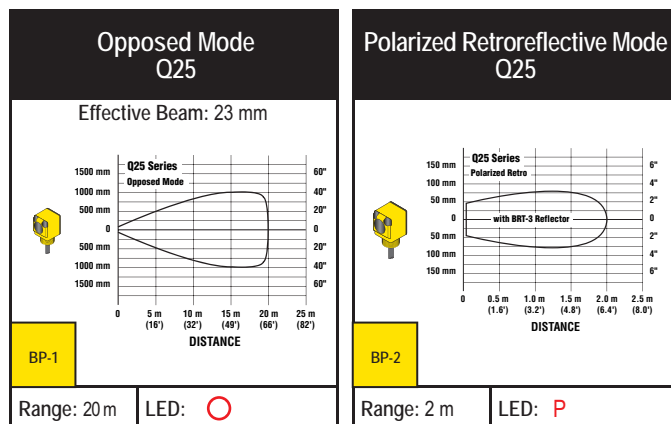 Opposed Mode
Q25
Effective Beam: 23 mm
Q25 Series
Opposed Mode
1500 mm
1000 mm
500 mm
0
500 mm
1000 mm
1500 mm
60"
40"
20"
0
20"
40"
60"
0 5 m 10 m 15 m 20 m 25 m
(16') (32') (49') (66') (82')
DISTANCE
BP-1
Range: 20 m LED:
Polarized Retroreflective Mode
Q25
Q25 Series
Polarized Retro
with BRT-3 Reflector
150 mm
100 mm
50 mm
0
50 mm
100 mm
150 mm
6"
4"
2"
0
2"
4"
6"
0 0.5 m 1.0 m 1.5 m 2.0 m 2.5 m
(1.6') (3.2') (4.8') (6.4') (8.0')
DISTANCE
BP-2
Range: 2 m LED: P